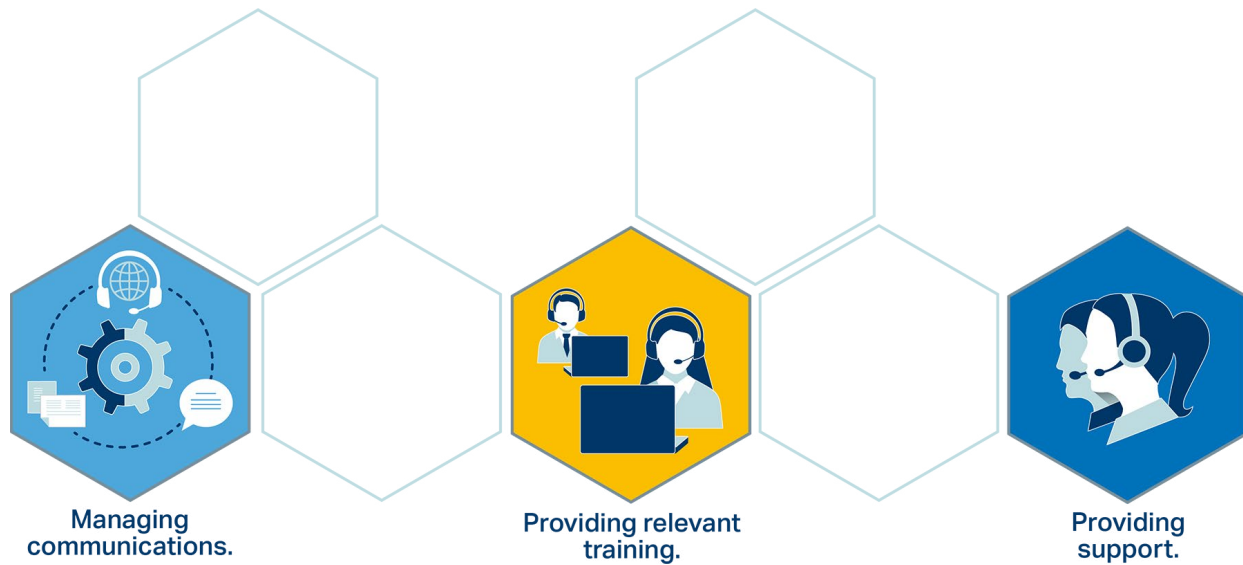 Managing
communications.
Providing relevant
training.
Providing
support.